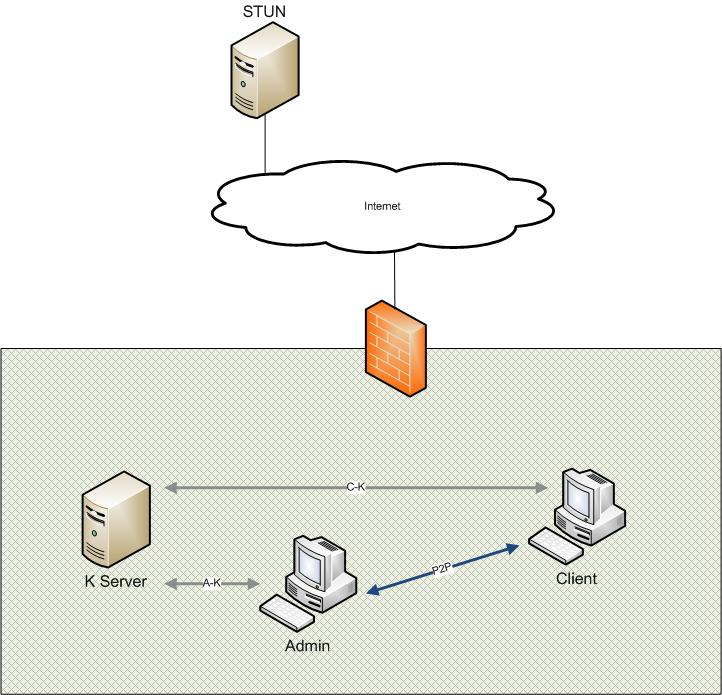 STUN
Internet
C-K
K Server
A-K
P2P
Client
Admin